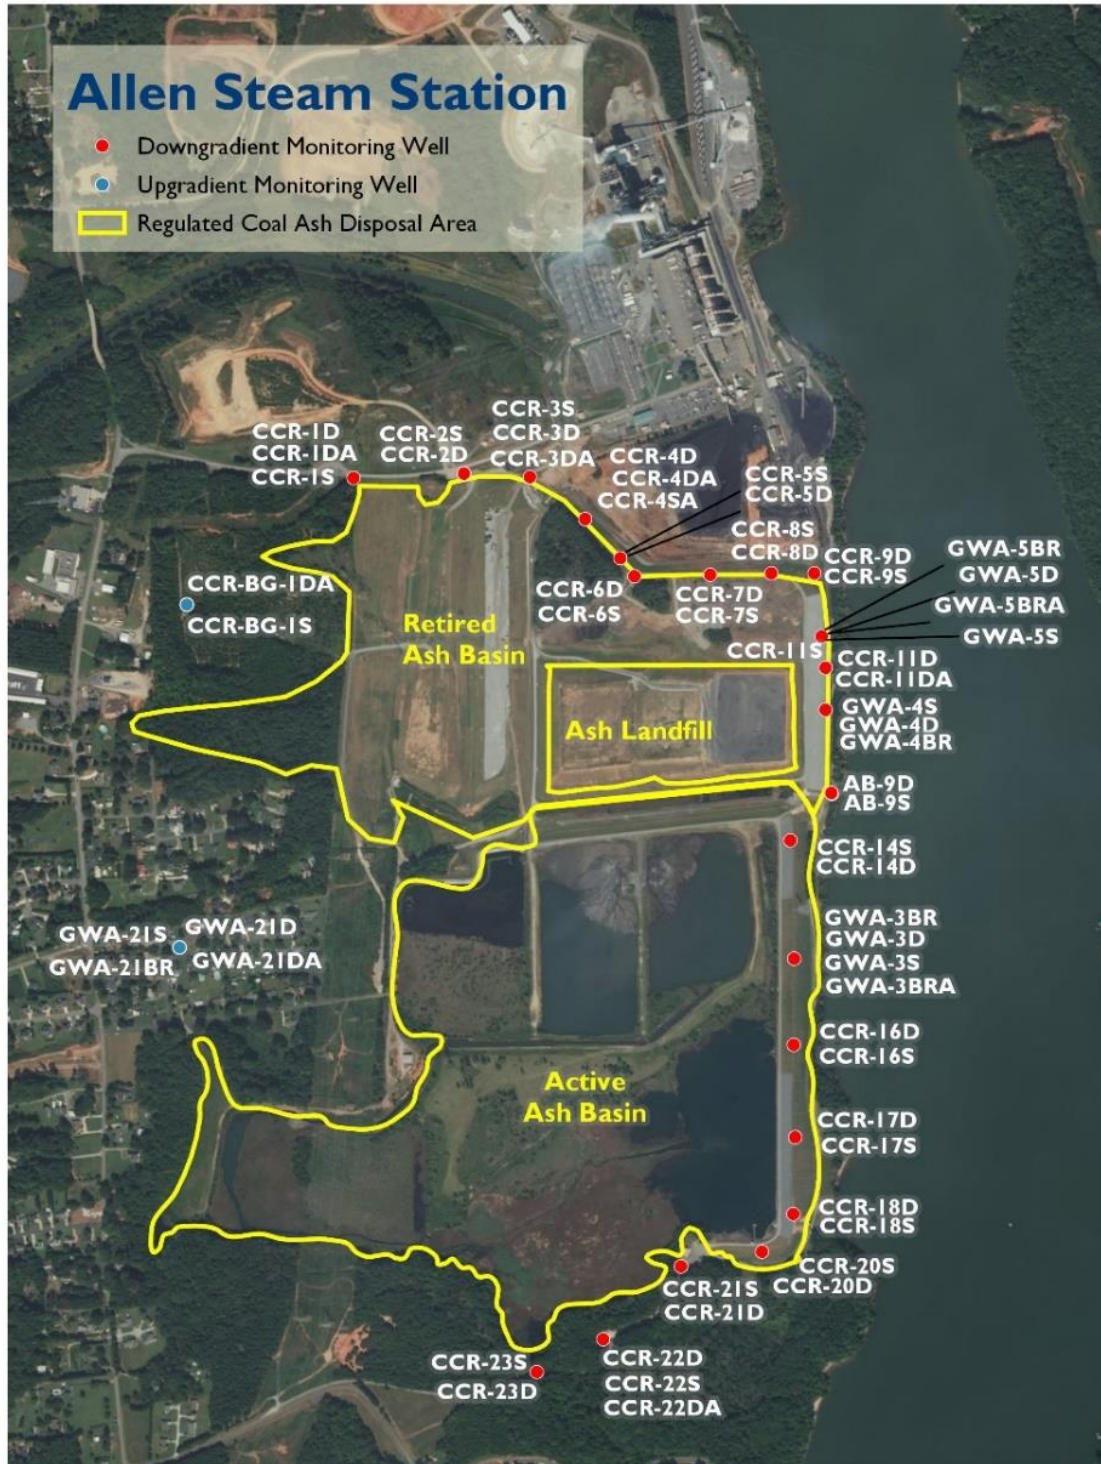 Allen Steam Station
Downgradient Monitoring Well
Upgradient Monitoring Well
Regulated Coal Ash Disposal Area
CCR-1D
CCR-1DA
CCR-1S
CCR-2S
CCR-2D
CCR-3S
CCR-3D
CCR-3DA
CCR-4D
CCR-4DA
CCR-4SA
CCR-5S
CCR-5D
CCR-8S
CCR-8D
CCR-9D
CCR-9S
GWA-5BR
GWA-5D
GWA-5BRA
GWA-5S
CCR-BG-1DA
CCR-BG-1S
CCR-6D
CCR-6S
CCR-7D
CCR-7S
Retired
Ash Basin
CCR-11S
CCR-11D
CCR-11DA
GWA-4S
GWA-4D
GWA-4BR
Ash Landfill
AB-9D
AB-9S
CCR-14S
CCR-14D
GWA-21S
GWA-21BR
GWA-21D
GWA-21DA
GWA-3BR
GWA-3D
GWA-3S
GWA-3BRA
CCR-16D
CCR-16S
Active
Ash Basin
CCR-17D
CCR-17S
CCR-18D
CCR-18S
CCR-20S
CCR-20D
CCR-21S
CCR-21D
CCR-22D
CCR-22S
CCR-22DA
CCR-23S
CCR-23D